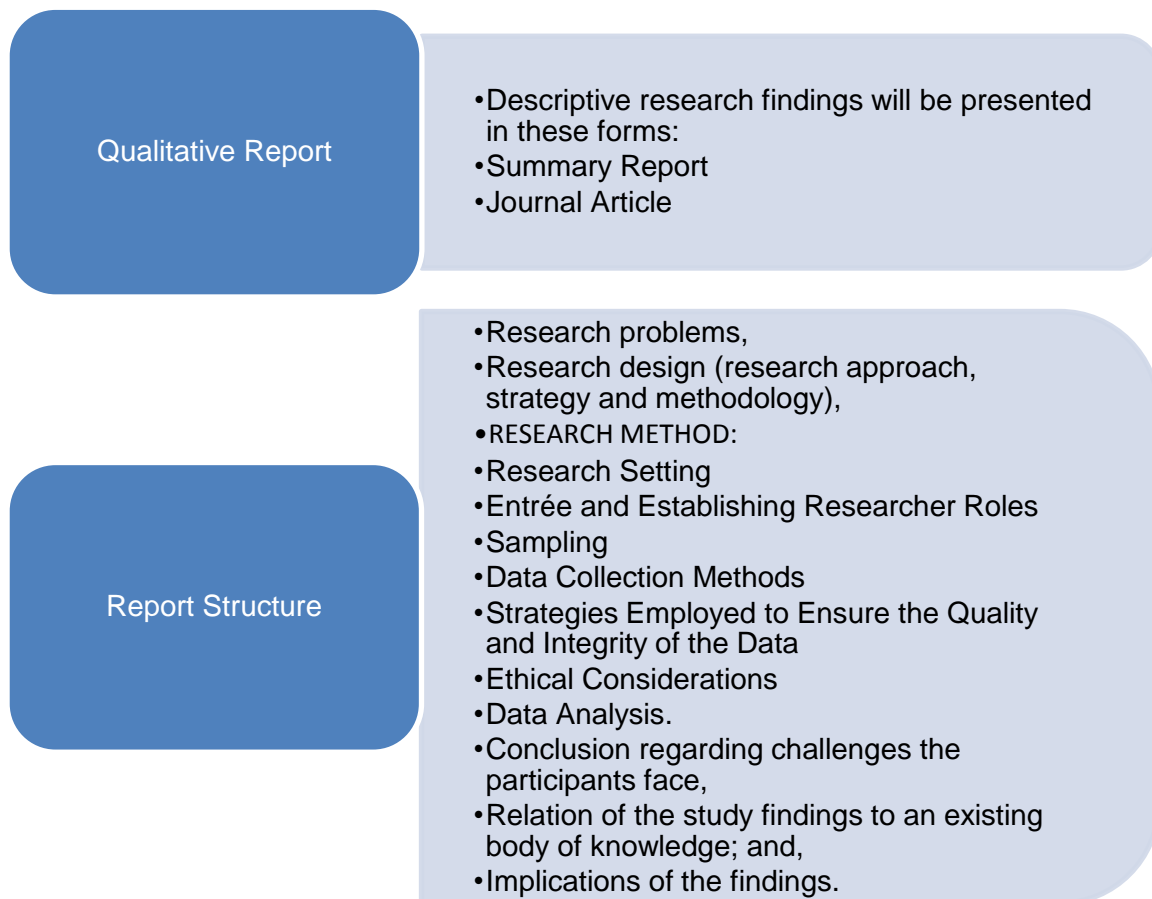 Qualitative Report
•Descriptive research findings will be presented
in these forms:
•Summary Report
•Journal Article
Report Structure
•Research problems,
•Research design (research approach,
strategy and methodology),
•RESEARCH METHOD:
•Research Setting
•Entrée and Establishing Researcher Roles
•Sampling
•Data Collection Methods
•Strategies Employed to Ensure the Quality
and Integrity of the Data
•Ethical Considerations
•Data Analysis.
•Conclusion regarding challenges the
participants face,
•Relation of the study findings to an existing
body of knowledge; and,
•Implications of the findings.